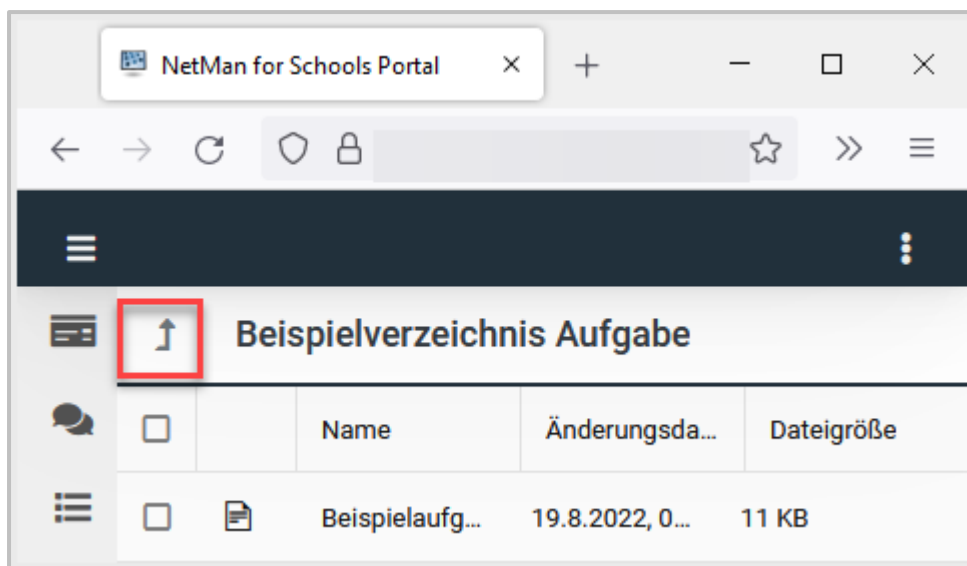 NetMan for Schools Portal
Beispielverzeichnis Aufgabe
Name Änderungsda... Dateigröße
Beispielaufg... 19.8.2022, 0... 11 KB